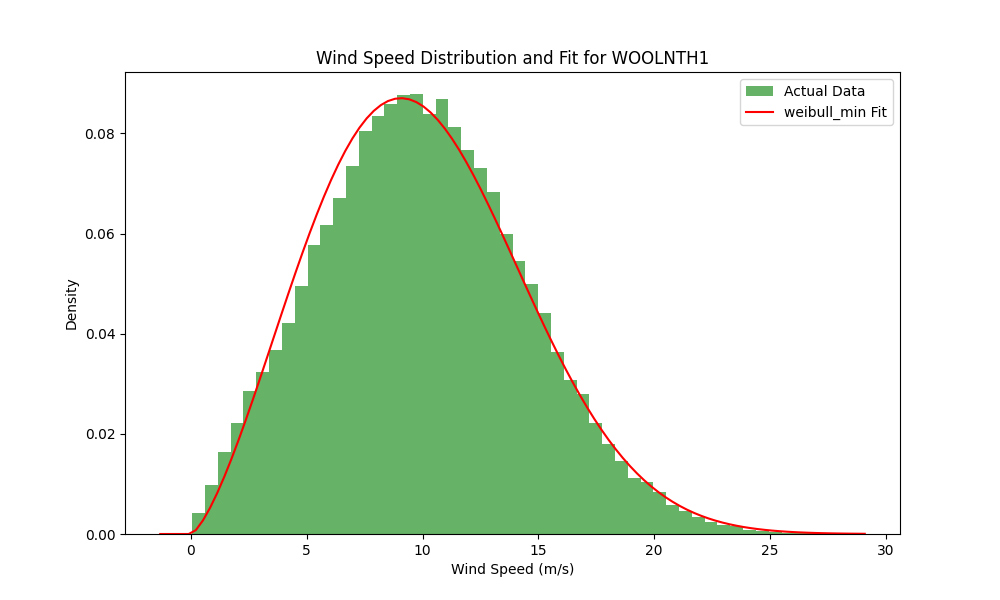 Wind Speed Distribution and Fit for WOOLNTH1
Actual Data
weibull_min Fit
0.08
0.06
0.04
0.02
0.00
Density
0 5 10 15 20 25 30
Wind Speed (m/s)